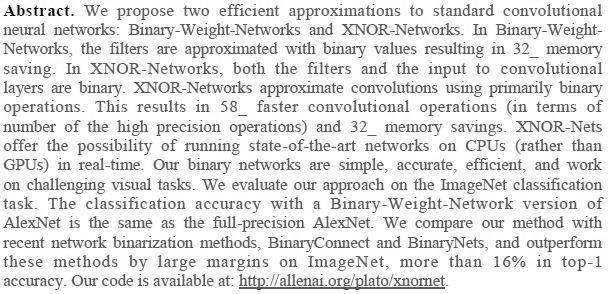 Abstract. We propose two efficient approximations to standard convolutional
neural networks: Binary-Weight-Networks and XNOR-Networks. In Binary-Weight-
Networks, the filters are approximated with binary values resulting in 32_ memory
saving. In XNOR-Networks, both the filters and the input to convolutional
layers are binary. XNOR-Networks approximate convolutions using primarily binary
operations. This results in 58_ faster convolutional operations (in terms of
number of the high precision operations) and 32_ memory savings. XNOR-Nets
offer the possibility of running state-of-the-art networks on CPUs (rather than
GPUs) in real-time. Our binary networks are simple, accurate, efficient, and work
on challenging visual tasks. We evaluate our approach on the ImageNet classification
task. The classification accuracy with a Binary-Weight-Network version of
AlexNet is the same as the full-precision AlexNet. We compare our method with
recent network binarization methods, BinaryConnect and BinaryNets, and outperform
these methods by large margins on ImageNet, more than 16% in top-1
accuracy. Our code is available at: http://allenai.org/plato/xnornet.